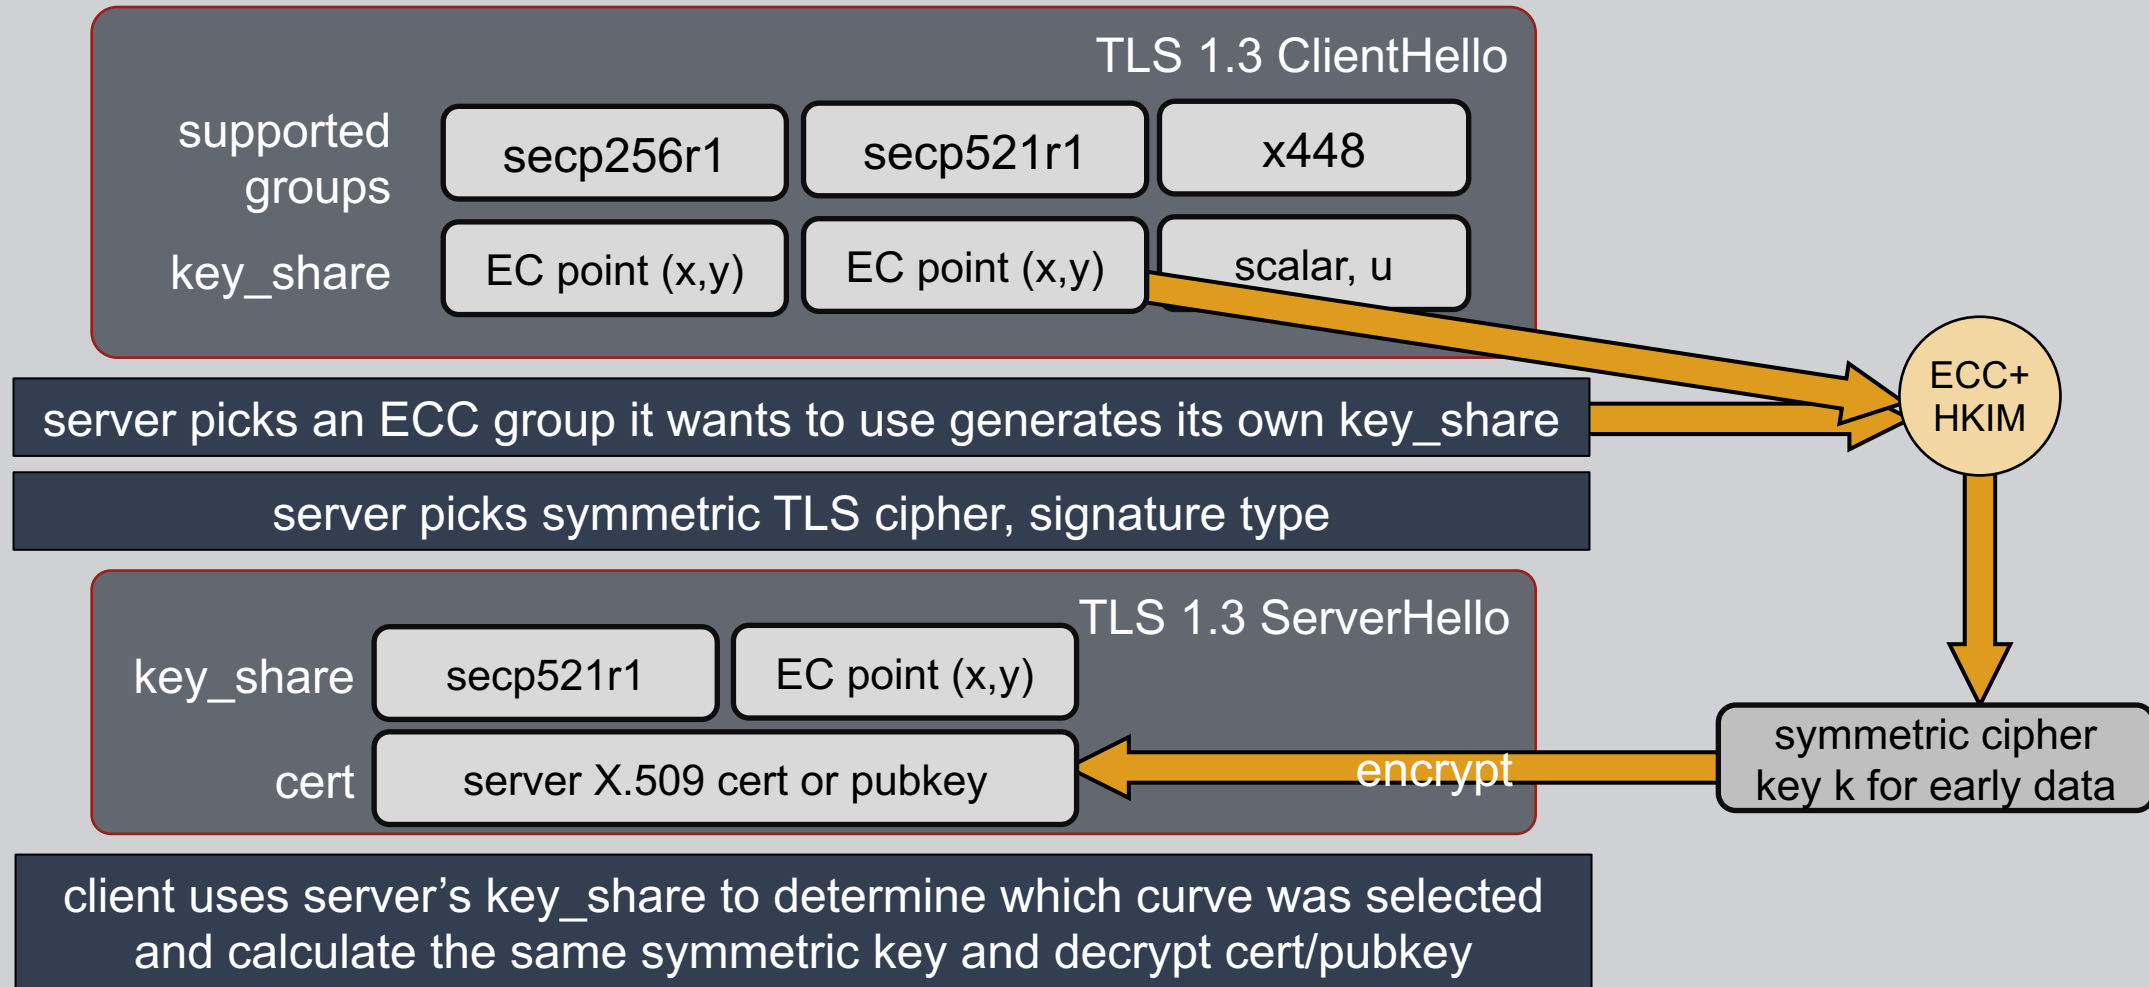 TLS 1.3 ClientHello
supported
groups
secp256r1
secp521r1
x448
key_share
EC point (x,y)
EC point (x,y)
scalar, u
server picks an ECC group it wants to use generates its own key_share
ECC+
HKIM
server picks symmetric TLS cipher, signature type
TLS 1.3 ServerHello
key_share
secp521r1
EC point (x,y)
cert
server X.509 cert or pubkey
encrypt
symmetric cipher
key k for early data
client uses server’s key_share to determine which curve was selected
and calculate the same symmetric key and decrypt cert/pubkey